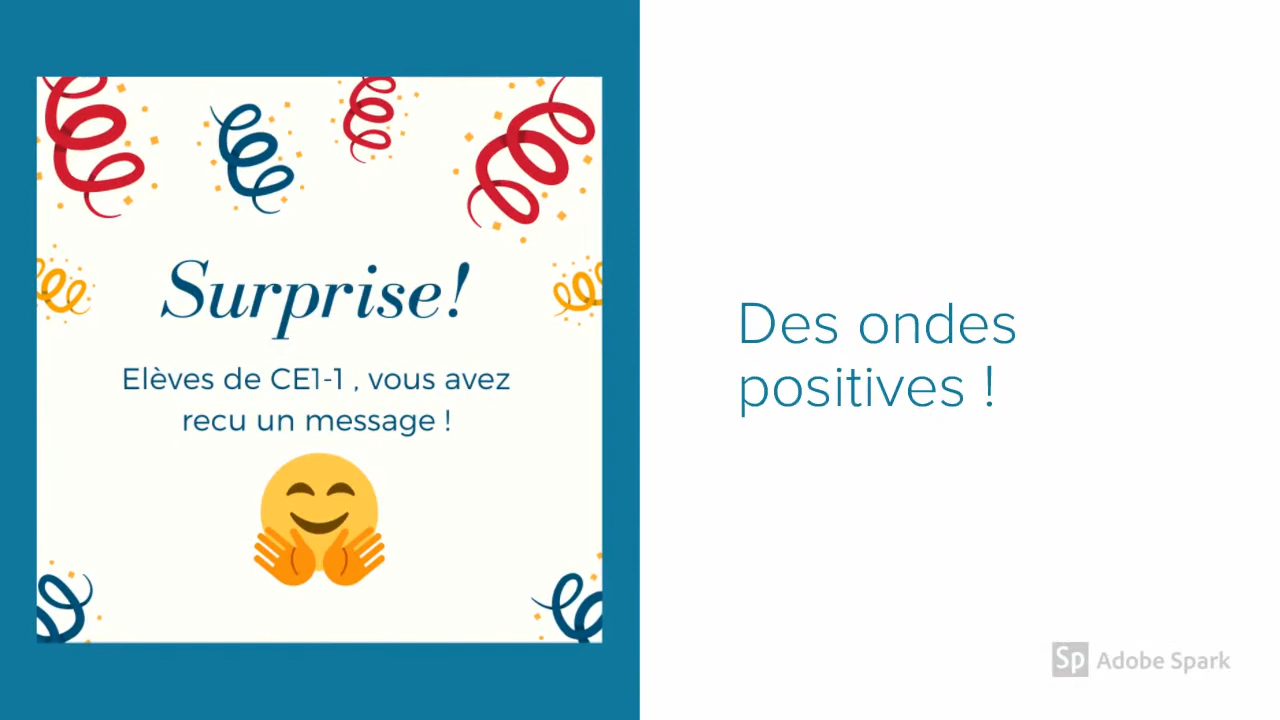 Surprise!
Elèves de CE1-1 , vous avez
recu un message !
Des ondes
positives !
Sp Adobe Spark